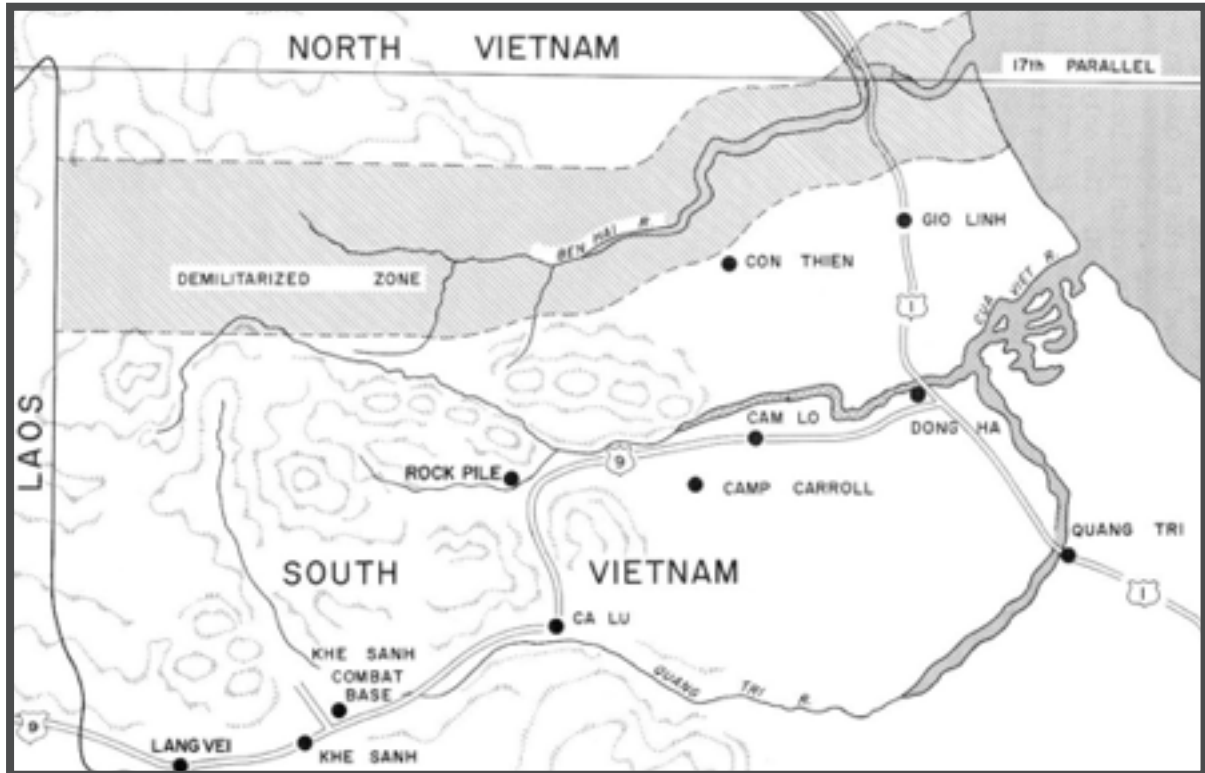 NORTH VIETNAM
17th PARALLEL
BEN HAI R.
GIO LINH
CON THIEN
DEMILITARIZED ZONE
1
CUA VIET R.
LAOS
CAM LO
DONG HA
9
ROCK PILE
CAMP CARROLL
QUANG TRI
SOUTH VIETNAM
1
CA LU
KHE SANH
COMBAT
BASE
QUANG TRI R.
9
LANG VEI
KHE SANH